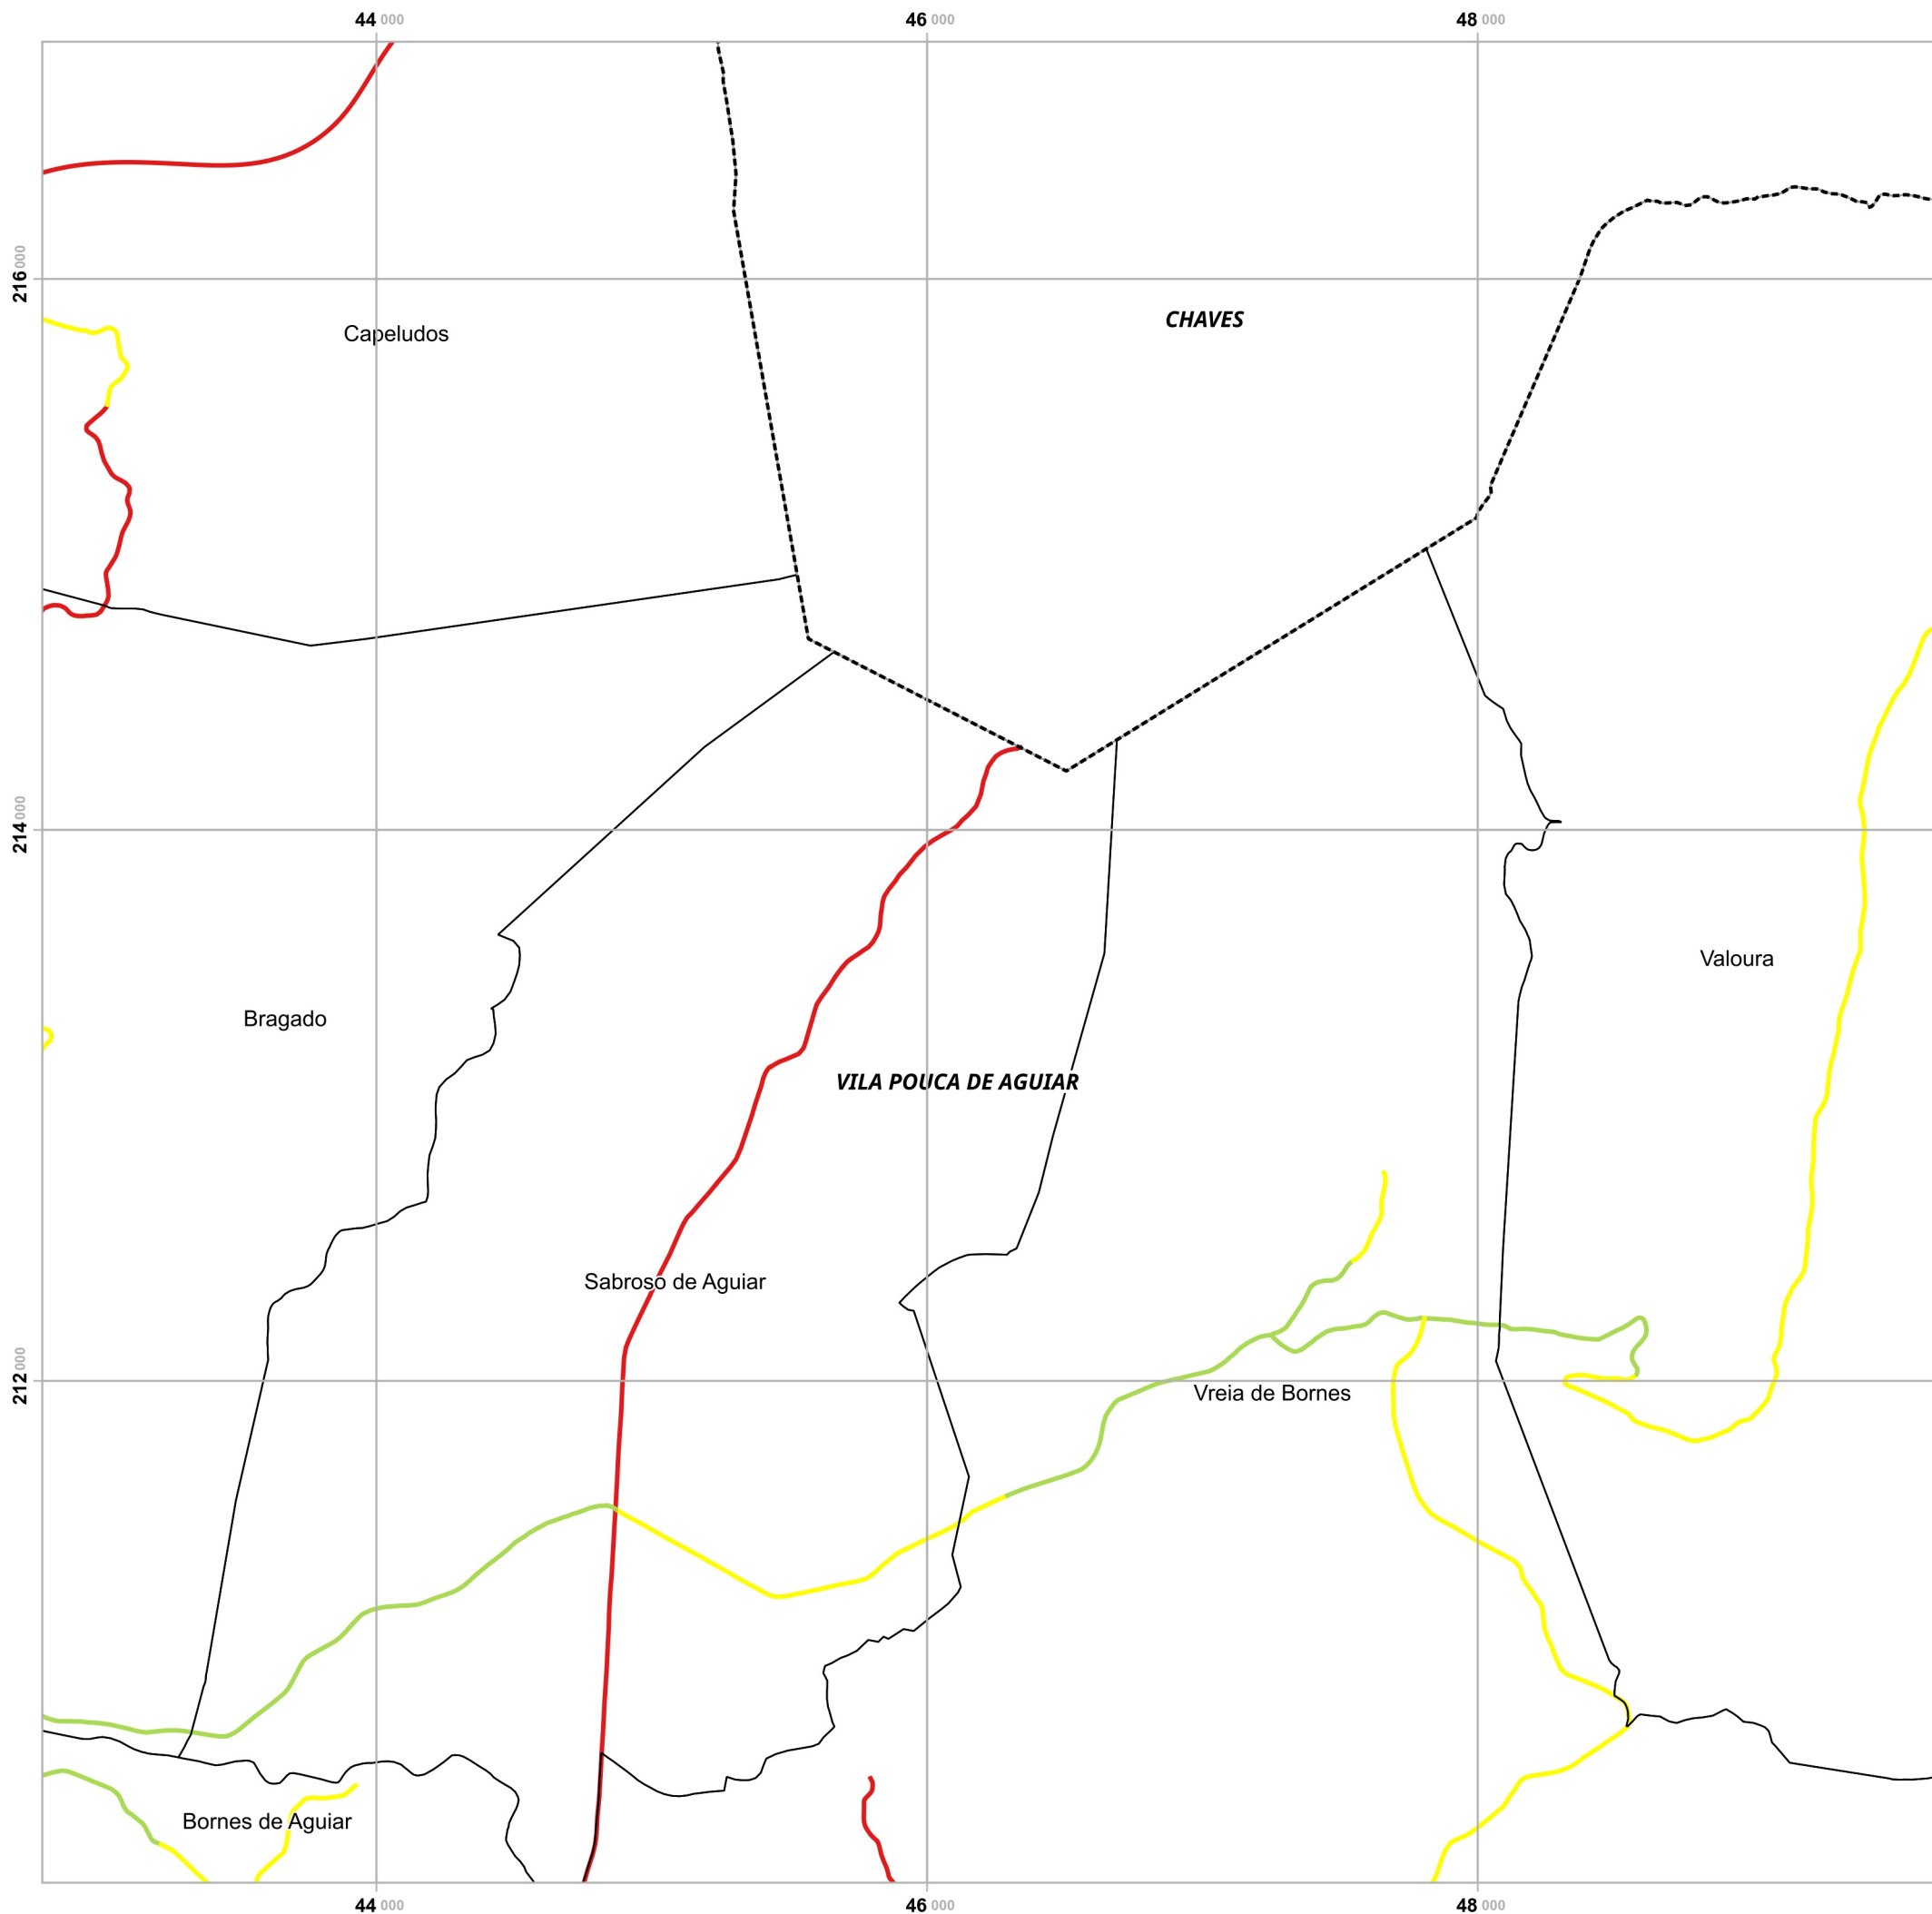 44 000
46 000
48 000
216 000
CHAVES
Capeludos
214 000
Valoura
Bragado
VILA POUCA DE AGUIAR
Sabroso de Aguiar
212 000
Vreia de Bornes
Bornes de Aguiar
44 000
46 000
48 000